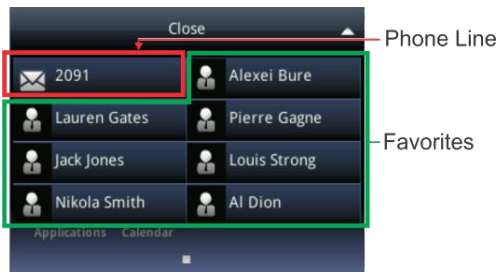 Close
Phone Line
2091
Alexei Bure
Lauren Gates
Pierre Gagne
Favorites
Jack Jones
Louis Strong
Nikola Smith
Al Dion
Applications Calendar